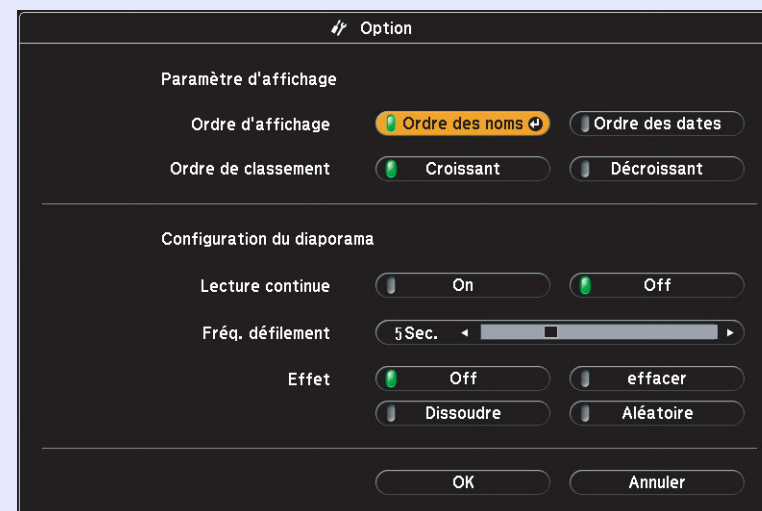 Option
Paramètre d'affichage
Ordre d'affichage Ordre des noms Ordre des dates
Ordre de classement Croissant Décroissant
Configuration du diaporama
Lecture continue On Off
Fréq. défilement 5Sec.
Effet Off effacer
Dissoudre Aléatoire
OK Annuler